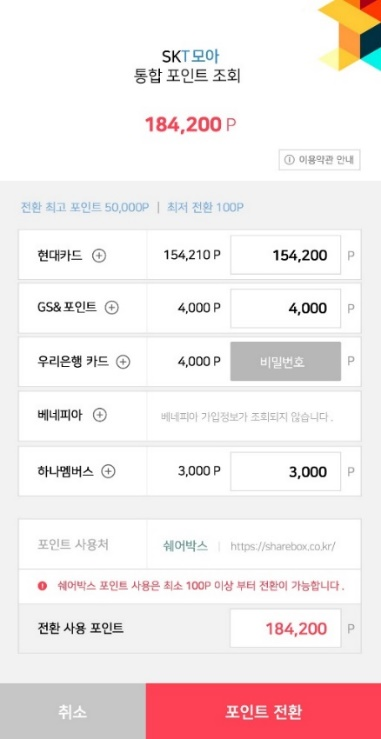 SKT모아
통합 포인트 조회
184,200 P
이용약관 안내
전환 최고 포인트 50,000P | 최저 전환 100P
현대카드 154,210 P 154,200 P
GS&포인트 4,000 P 4,000 P
우리은행 카드 4,000 P 비밀번호 P
베네피아 베네피아 가입정보가 조회되지 않습니다.
하나멤버스 3,000 P 3,000 P
포인트 사용처 쉐어박스 | https://sharebox.co.kr/
쉐어박스 포인트 사용은 최소 100P 이상 부터 전환이 가능합니다.
전환 사용 포인트 184,200 P
취소 포인트 전환